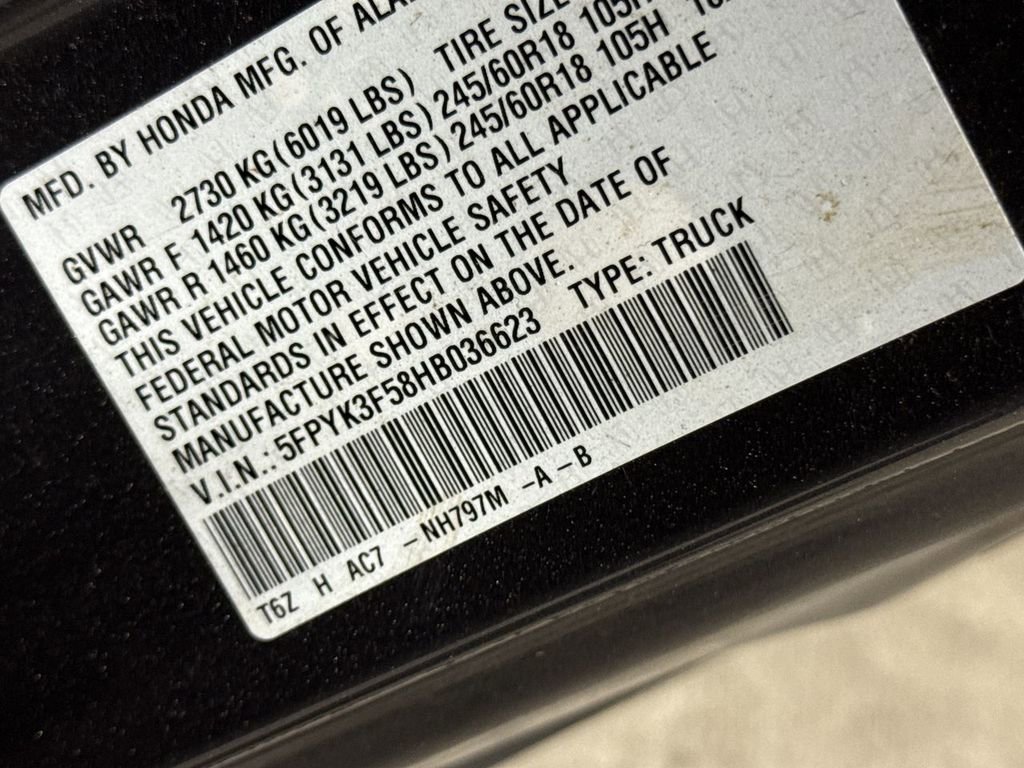 MFD. BY HONDA MFG. OF
GVWR 2730 KG(6019 LBS) TIRE SIZE
GAWR F 1420 KG(3131 LBS) 245/60R18 105H
GAWR R 1460 KG(3219 LBS) 245/60R18 105H
THIS VEHICLE CONFORMS TO ALL APPLICABLE
FEDERAL MOTOR VEHICLE SAFETY
STANDARDS IN EFFECT ON THE DATE OF
MANUFACTURE SHOWN ABOVE.
V.I.N.: 5FPYK3F58HB036623 TYPE: TRUCK
T6Z H AC7 -NH797M -A-B